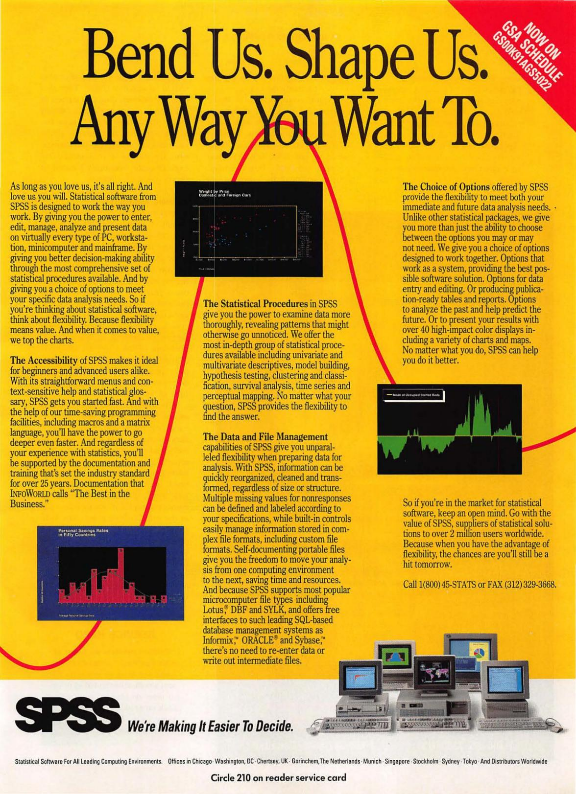 NOW ON
GSA SCHEDULE
GS00K91AGS5022
Bend Us. Shape Us.
Any Way You Want To.
As long as you love us, it's all right. And
love us you will. Statistical software from
SPSS is designed to work the way you
work. By giving you the power to enter,
edit, manage, analyze and present data
on virtually every type of PC, worksta-
tion, minicomputer and mainframe. By
giving you better decision-making ability
through the most comprehensive set of
statistical procedures available. And by
giving you a choice of options to meet
your specific data analysis needs. So if
you're thinking about statistical software,
think about flexibility. Because flexibility
means value. And when it comes to value,
we top the charts.
The Accessibility of SPSS makes it ideal
for beginners and advanced users alike.
With its straightforward menus and con-
text-sensitive help and statistical glos-
sary, SPSS gets you started fast. And with
the help of our time-saving programming
facilities, including macros and a matrix
language, you'll have the power to go
deeper even faster. And regardless of
your experience with statistics, you'll
be supported by the documentation and
training that's set the industry standard
for over 25 years. Documentation that
INFOWORLD calls "The Best in the
Business."
Personal Savings Rates
in Fifty Countries
Weight by Price
Domestic and Foreign Cars
The Statistical Procedures in SPSS
give you the power to examine data more
thoroughly, revealing patterns that might
otherwise go unnoticed. We offer the
most in-depth group of statistical proce-
dures available including univariate and
multivariate descriptives, model building,
hypothesis testing, clustering and classi-
fication, survival analysis, time series and
perceptual mapping. No matter what your
question, SPSS provides the flexibility to
find the answer.
The Data and File Management
capabilities of SPSS give you unparal-
leled flexibility when preparing data for
analysis. With SPSS, information can be
quickly reorganized, cleaned and trans-
formed, regardless of size or structure.
Multiple missing values for nonresponses
can be defined and labeled according to
your specifications, while built-in controls
easily manage information stored in com-
plex file formats, including custom file
formats. Self-documenting portable files
give you the freedom to move your analy-
sis from one computing environment
to the next, saving time and resources.
And because SPSS supports most popular
microcomputer file types including
Lotus,® DBF and SYLK, and offers free
interfaces to such leading SQL-based
database management systems as
Informix,™ ORACLE® and Sybase,™
there's no need to re-enter data or
write out intermediate files.
The Choice of Options offered by SPSS
provide the flexibility to meet both your
immediate and future data analysis needs.
Unlike other statistical packages, we give
you more than just the ability to choose
between the options you may or may
not need. We give you a choice of options
designed to work together. Options that
work as a system, providing the best pos-
sible software solution. Options for data
entry and editing. Or producing publica-
tion-ready tables and reports. Options
to analyze the past and help predict the
future. Or to present your results with
over 40 high-impact color displays in-
cluding a variety of charts and maps.
No matter what you do, SPSS can help
you do it better.
So if you're in the market for statistical
software, keep an open mind. Go with the
value of SPSS, suppliers of statistical solu-
tions to over 2 million users worldwide.
Because when you have the advantage of
flexibility, the chances are you'll still be a
hit tomorrow.
Call 1(800) 45-STATS or FAX (312) 329-3668.
SPSS We're Making It Easier To Decide.
Statistical Software For All Leading Computing Environments. Offices in Chicago · Washington, DC · Chertsey, UK · Gorinchem, The Netherlands · Munich · Singapore · Stockholm · Sydney · Tokyo · And Distributors Worldwide
Circle 210 on reader service card